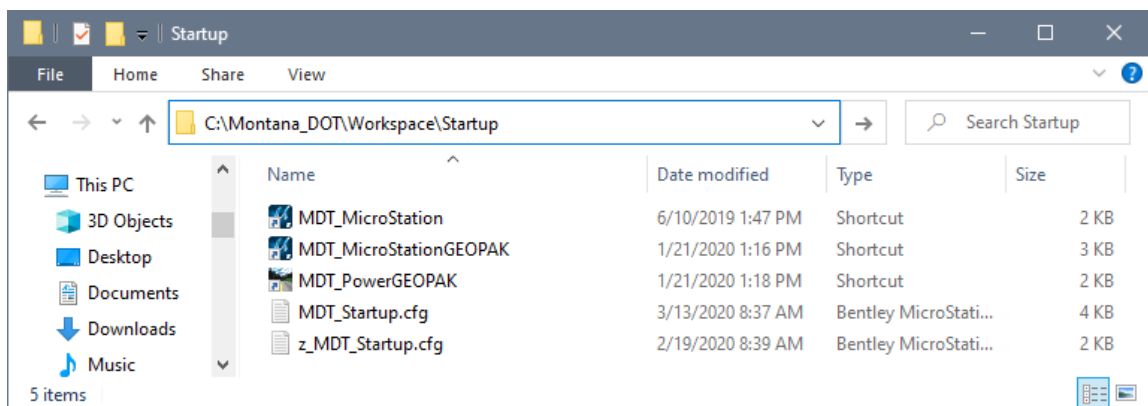 Startup
File Home Share View
C:\Montana_DOT\Workspace\Startup Search Startup
This PC
3D Objects
Desktop
Documents
Downloads
Music
Name Date modified Type Size
MDT_MicroStation 6/10/2019 1:47 PM Shortcut 2 KB
MDT_MicroStationGEOPAK 1/21/2020 1:16 PM Shortcut 3 KB
MDT_PowerGEOPAK 1/21/2020 1:18 PM Shortcut 2 KB
MDT_Startup.cfg 3/13/2020 8:37 AM Bentley MicroStati... 4 KB
z_MDT_Startup.cfg 2/19/2020 8:39 AM Bentley MicroStati... 2 KB
5 items